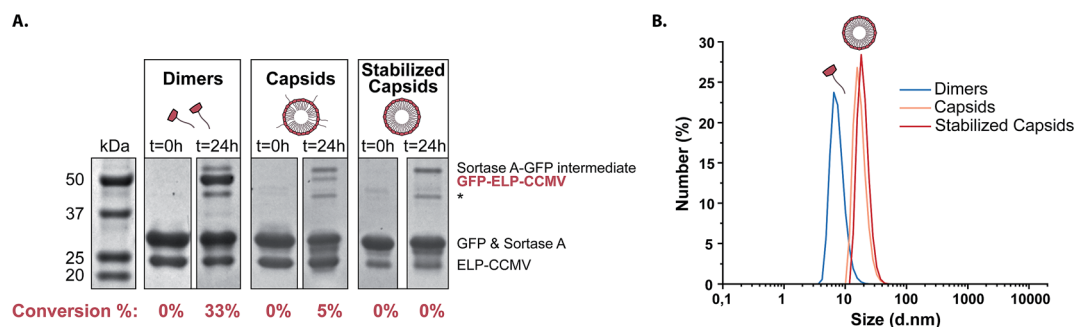 A.
Dimers
Capsids
Stabilized
Capsids
kDa
t=0h
t=24h
t=0h
t=24h
t=0h
t=24h
50
37
25
20
Sortase A-GFP intermediate
GFP-ELP-CCMV
*
GFP & Sortase A
ELP-CCMV
Conversion %: 0% 33% 0% 5% 0% 0%
B.
Number (%)
30
25
20
15
10
5
0
0,1
1
10
100
1000
10000
Size (d.nm)
Dimers
Capsids
Stabilized Capsids